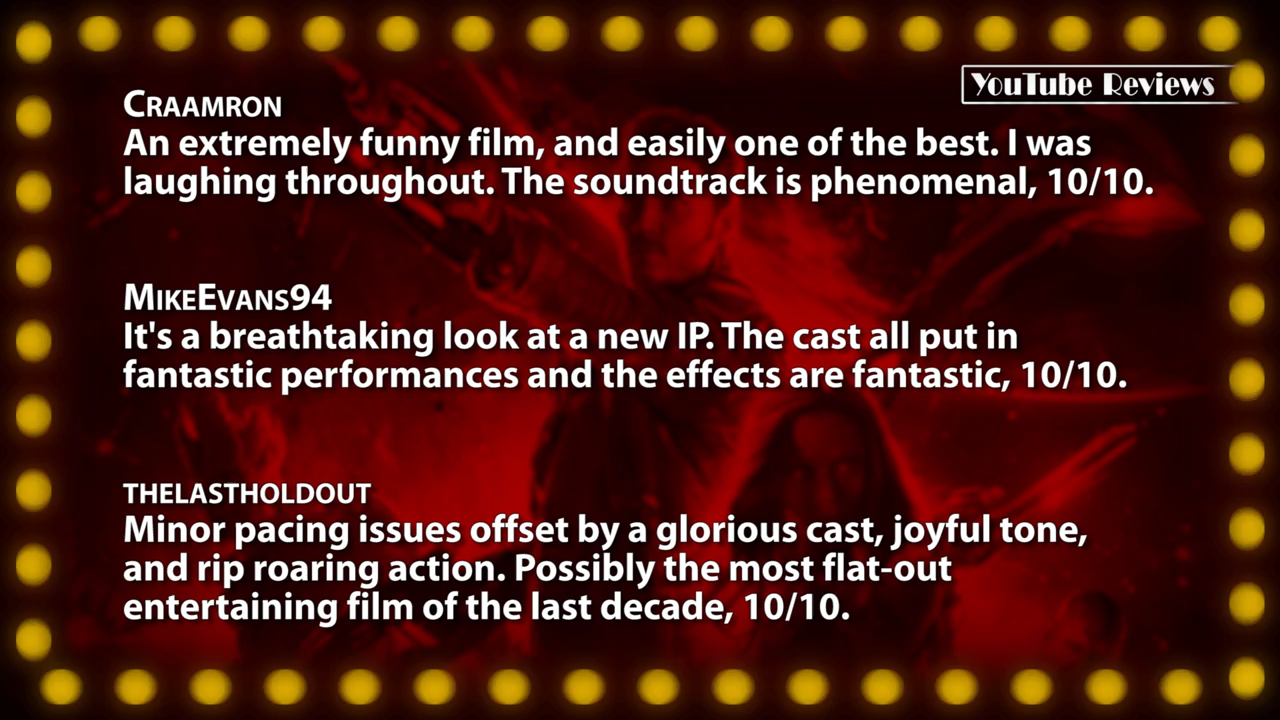 YouTube Reviews
Craamron
An extremely funny film, and easily one of the best. I was
laughing throughout. The soundtrack is phenomenal, 10/10.
MikeEvans94
It's a breathtaking look at a new IP. The cast all put in
fantastic performances and the effects are fantastic, 10/10.
thelastholdout
Minor pacing issues offset by a glorious cast, joyful tone,
and rip roaring action. Possibly the most flat-out
entertaining film of the last decade, 10/10.